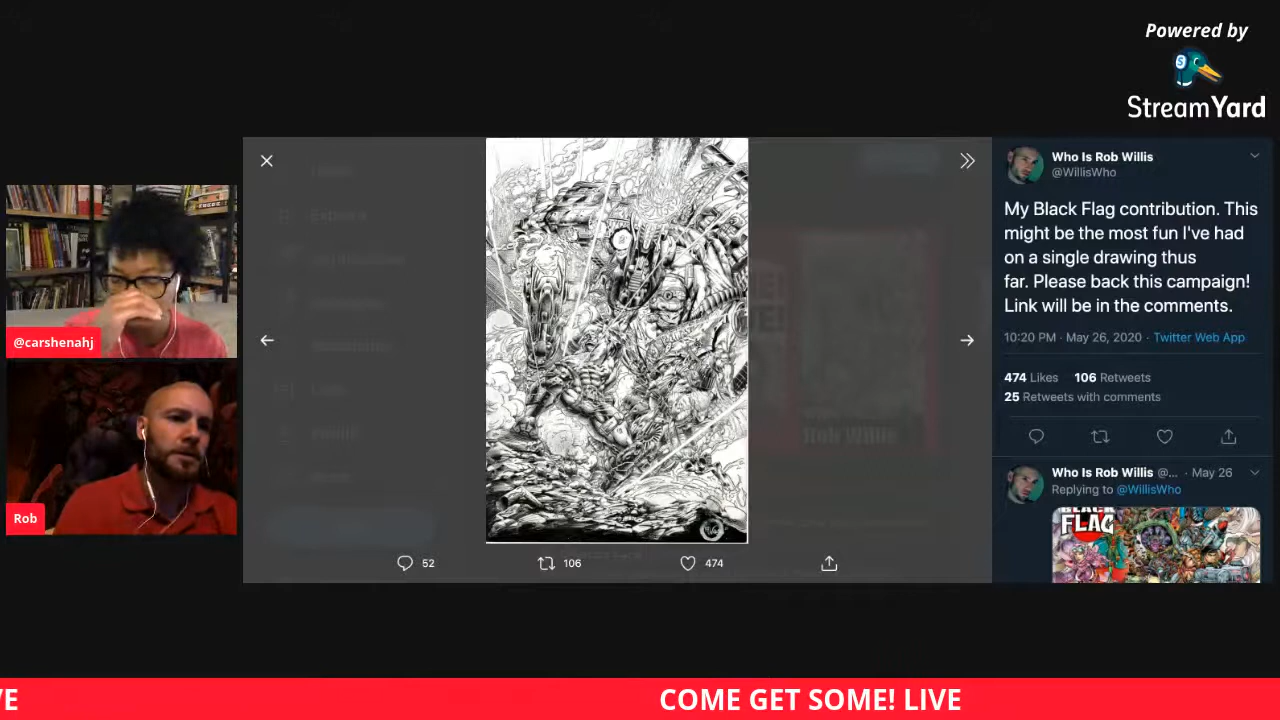 Powered by
StreamYard
Who Is Rob Willis
@WillisWho
My Black Flag contribution. This
might be the most fun I've had
on a single drawing thus
far. Please back this campaign!
Link will be in the comments.
10:20 PM · May 26, 2020 · Twitter Web App
474 Likes 106 Retweets
25 Retweets with comments
Who Is Rob Willis @... · May 26
Replying to @WillisWho
FLAG
@carshenahj
Rob
52
106
474
Rob Willis
VE
COME GET SOME! LIVE